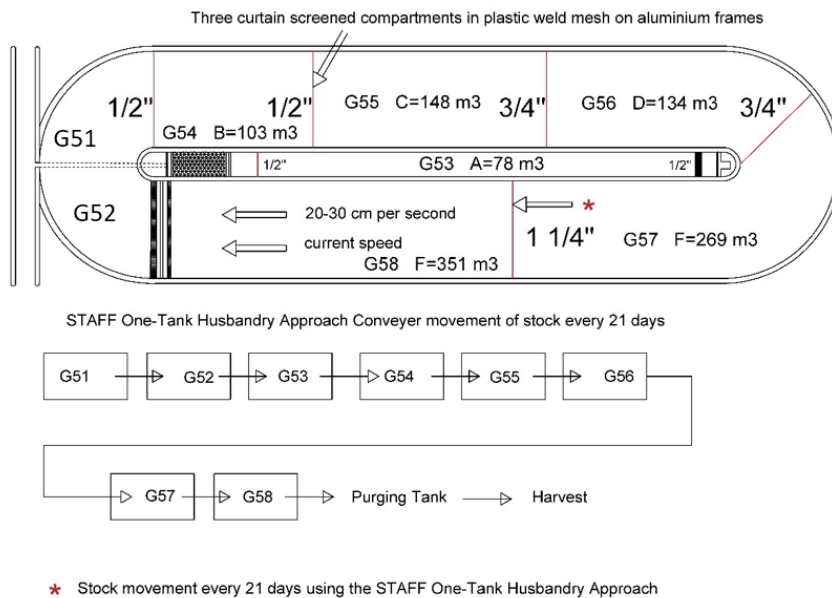 Three curtain screened compartments in plastic weld mesh on aluminium frames
1/2" 1/2" G55 C=148 m3 3/4" G56 D=134 m3 3/4"
G51 G54 B=103 m3
1/2" G53 A=78 m3 1/2"
G52 20-30 cm per second *
current speed 1 1/4" G57 F=269 m3
G58 F=351 m3
STAFF One-Tank Husbandry Approach Conveyer movement of stock every 21 days
G51 G52 G53 G54 G55 G56
G57 G58 Purging Tank Harvest
* Stock movement every 21 days using the STAFF One-Tank Husbandry Approach